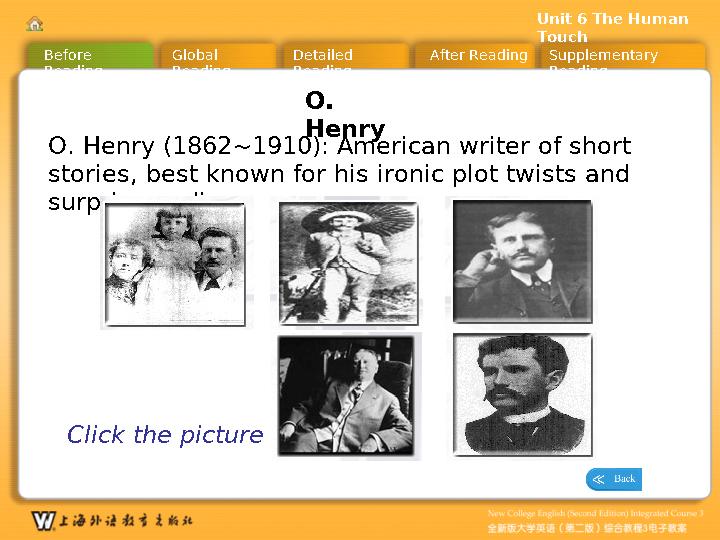 Unit 6 The Human
Touch
Before
Reading
Global
Reading
Detailed
Reading
After Reading
Supplementary
Reading
O.
Henry
O. Henry (1862~1910): American writer of short
stories, best known for his ironic plot twists and
Click the picture
Back
上海外语教育出版社
New College English (Second Edition) Integrated Course 3
全新版大学英语（第二版）综合教程3电子教案